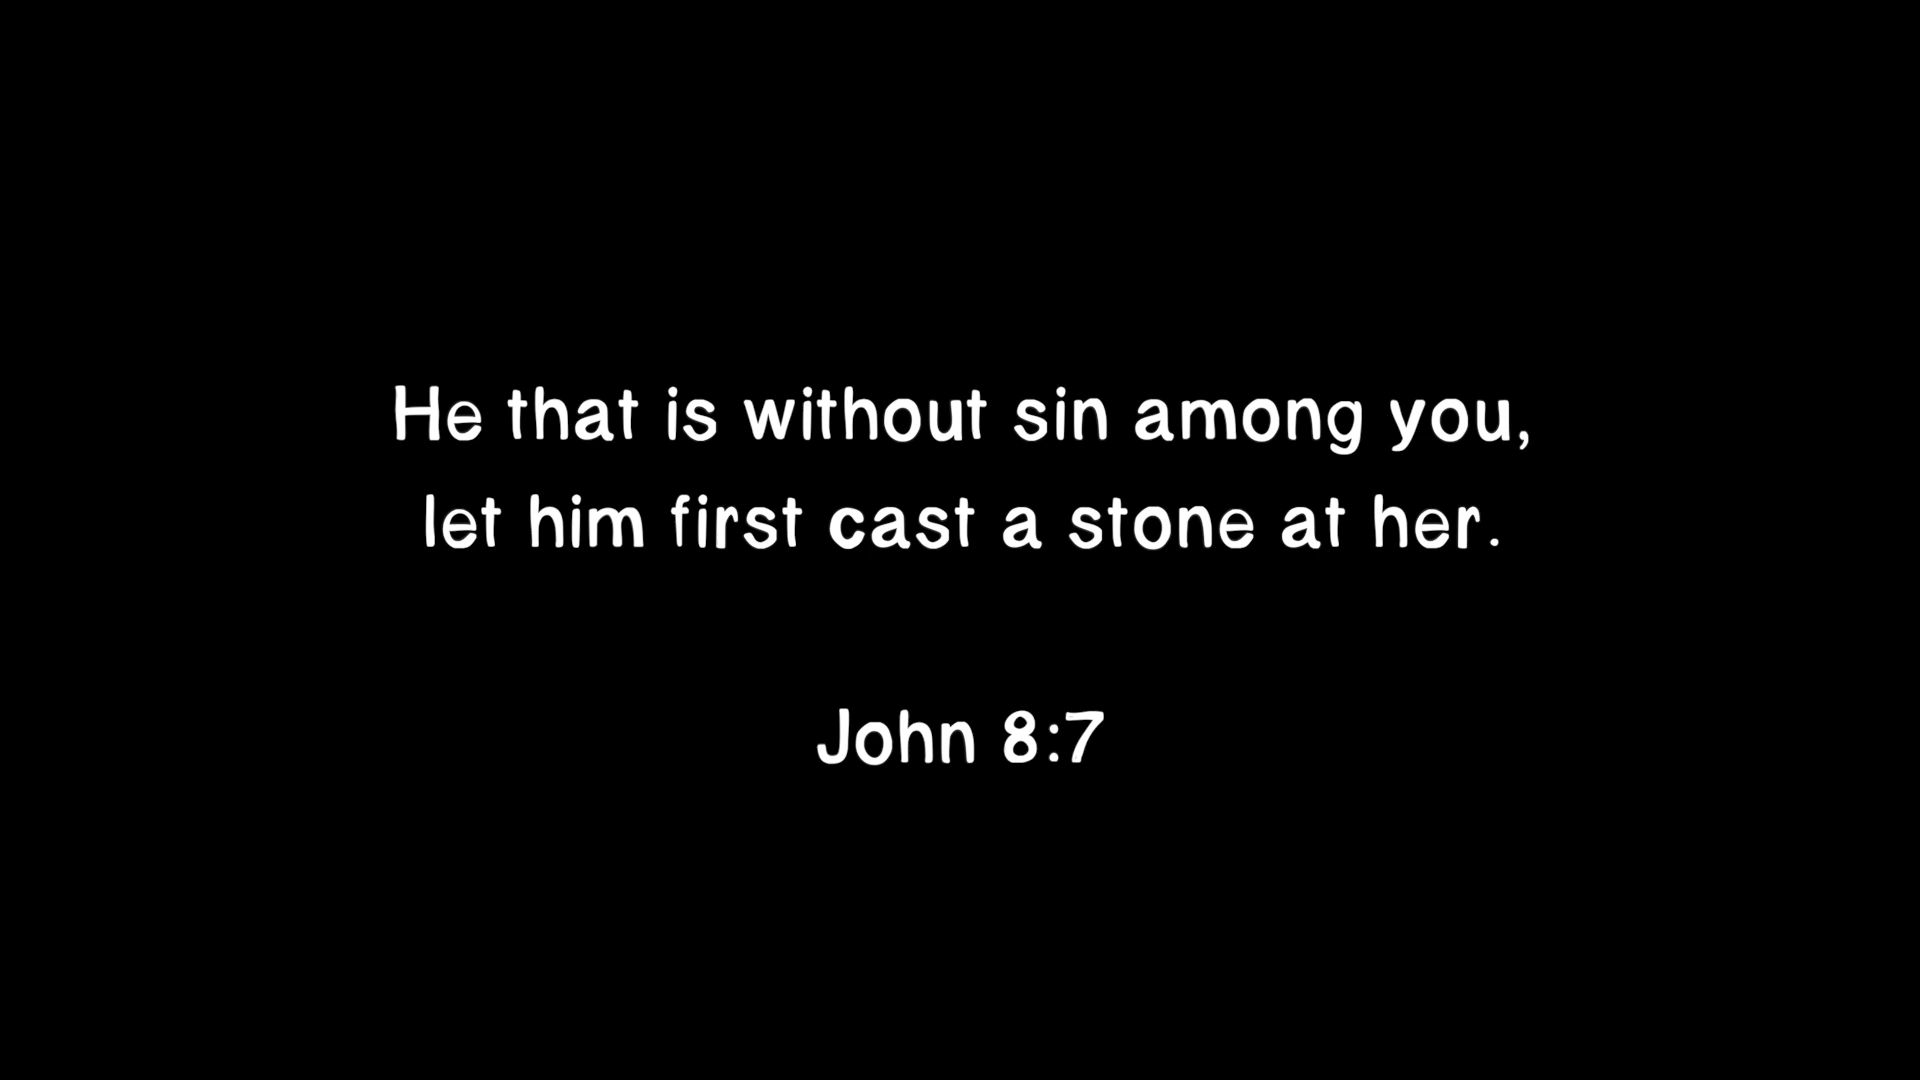 He that is without sin among you,
let him first cast a stone at her.
John 8:7